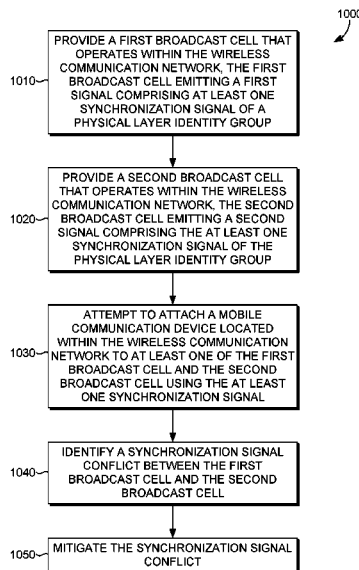 1000
PROVIDE A FIRST BROADCAST CELL THAT
OPERATES WITHIN THE WIRELESS
COMMUNICATION NETWORK, THE FIRST
BROADCAST CELL EMITTING A FIRST
SIGNAL COMPRISING AT LEAST ONE
SYNCHRONIZATION SIGNAL OF A
PHYSICAL LAYER IDENTITY GROUP
1010
PROVIDE A SECOND BROADCAST CELL
THAT OPERATES WITHIN THE WIRELESS
COMMUNICATION NETWORK, THE SECOND
BROADCAST CELL EMITTING A SECOND
SIGNAL COMPRISING THE AT LEAST ONE
SYNCHRONIZATION SIGNAL OF THE
PHYSICAL LAYER IDENTITY GROUP
1020
ATTEMPT TO ATTACH A MOBILE
COMMUNICATION DEVICE LOCATED
WITHIN THE WIRELESS COMMUNICATION
NETWORK TO AT LEAST ONE OF THE FIRST
BROADCAST CELL AND THE SECOND
BROADCAST CELL USING THE AT LEAST
ONE SYNCHRONIZATION SIGNAL
1030
IDENTIFY A SYNCHRONIZATION SIGNAL
CONFLICT BETWEEN THE FIRST
BROADCAST CELL AND THE SECOND
BROADCAST CELL
1040
MITIGATE THE SYNCHRONIZATION SIGNAL
CONFLICT
1050